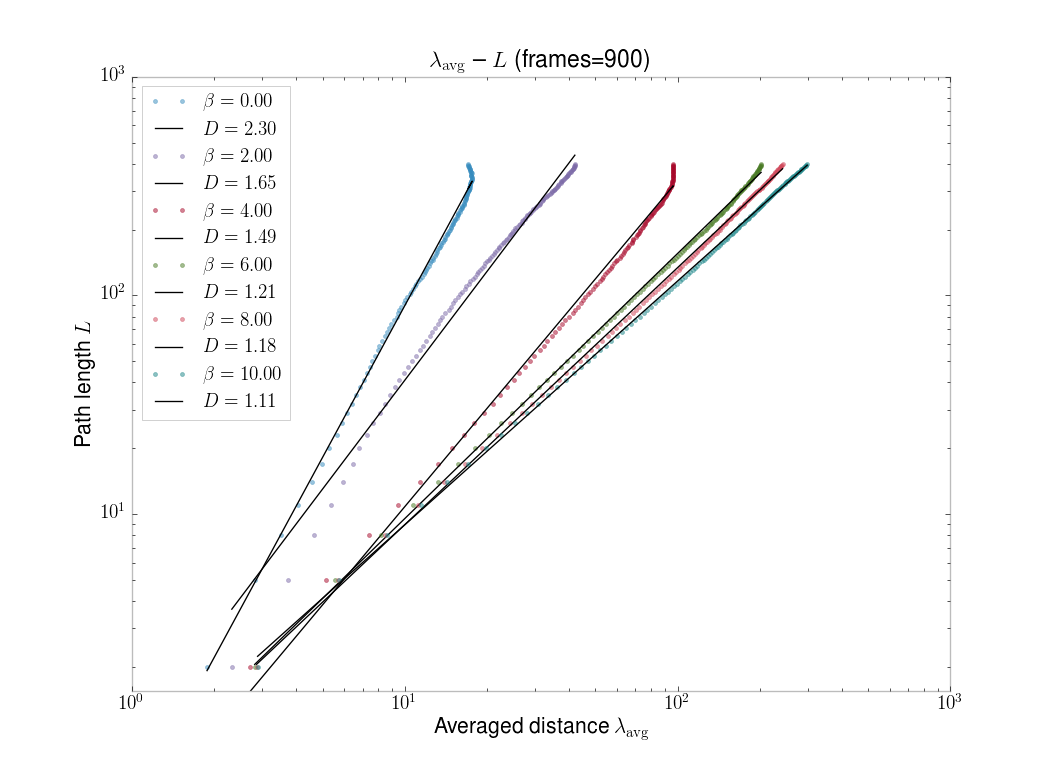 λavg − L (frames=900)
10³
β = 0.00
D = 2.30
β = 2.00
D = 1.65
β = 4.00
D = 1.49
β = 6.00
D = 1.21
β = 8.00
D = 1.18
β = 10.00
D = 1.11
10²
Path length L
10¹
10⁰ 10¹ 10² 10³
Averaged distance λavg